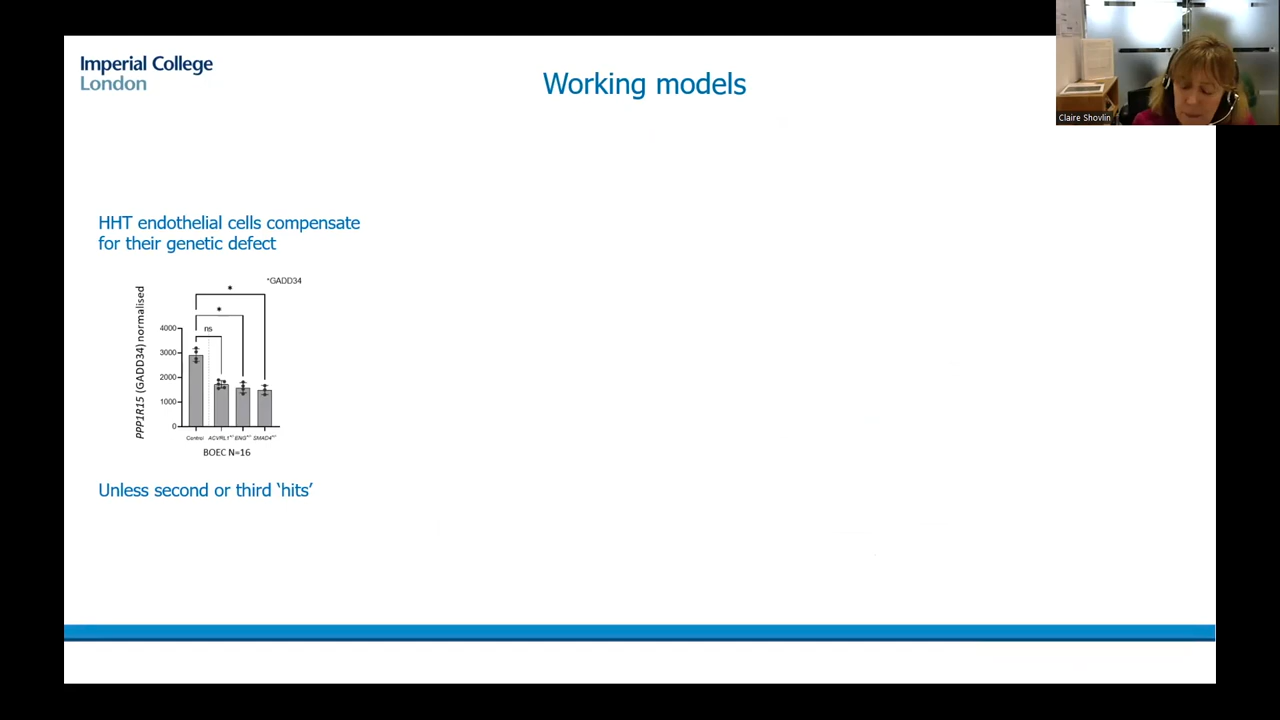 Imperial College
London
Working models
Claire Shovlin
HHT endothelial cells compensate
for their genetic defect
*GADD34
*
*
ns
PPP1R15 (GADD34) normalised
4000
3000
2000
1000
0
Control ACVRL1+/- ENG+/- SMAD4+/-
BOEC N=16
Unless second or third ‘hits’